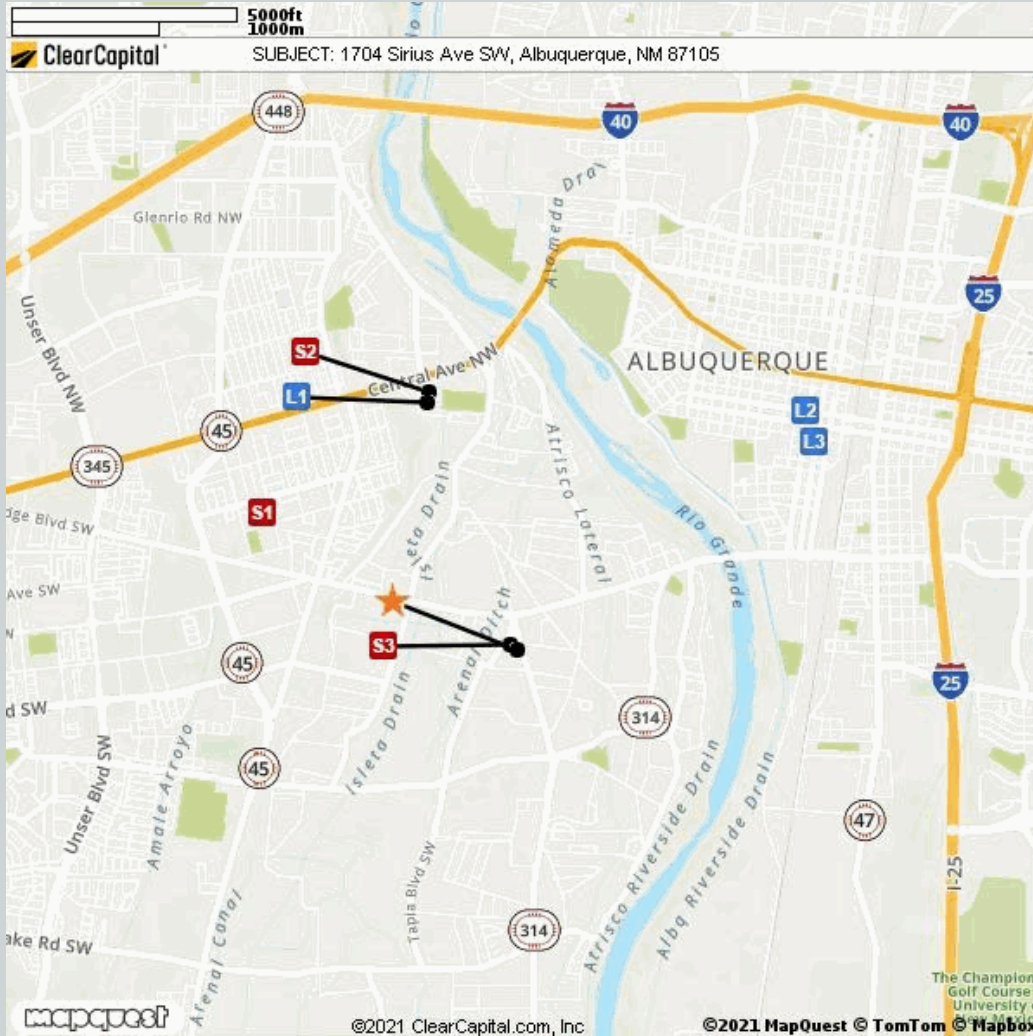 5000ft
1000m
ClearCapital
SUBJECT: 1704 Sirius Ave SW, Albuquerque, NM 87105
448
40
40
Alameda Drai
Glenrio Rd NW
25
Unser Blvd NW
S2
Central Ave NW
ALBUQUERQUE
L1
L2
45
L3
345
Atrisco Lateral
Isleta Drain
S1
dge Blvd SW
Rio Grande
Ave SW
Arenal Ditch
S3
45
25
d SW
314
Isleta Drain
45
Unser Blvd SW
Amole Arroyo
47
Atrisco Riverside Drain
Albq Riverside Drain
I-25
Tapia Blvd SW
314
ake Rd SW
Arenal Canal
The Champion
Golf Course
University
New Mexi
mapquest
©2021 ClearCapital.com, Inc
©2021 MapQuest © TomTom © Mapbo